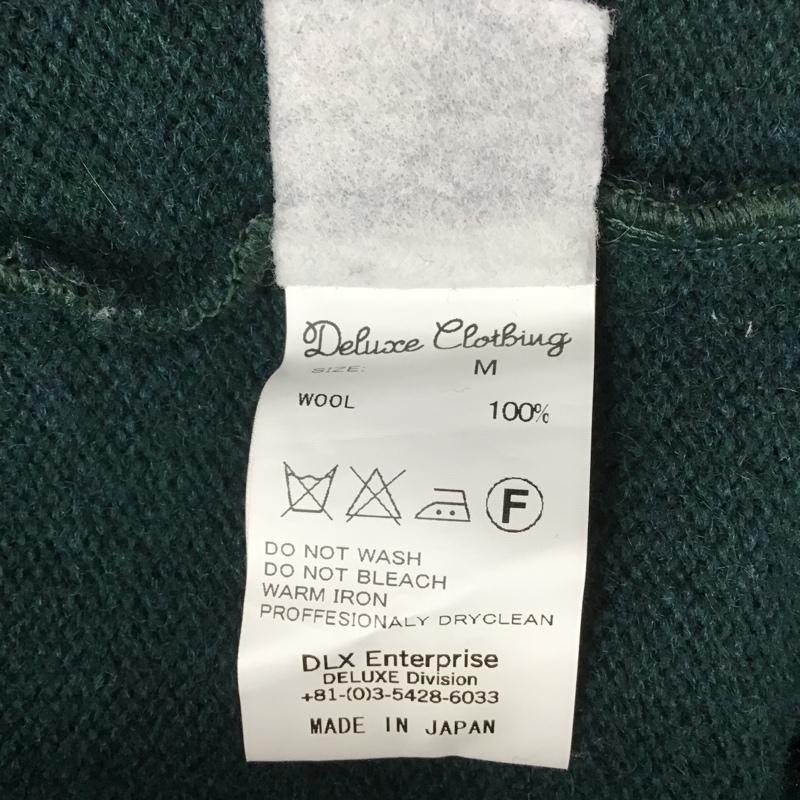 Deluxe Clothing
SIZE: M
WOOL 100%
F
DO NOT WASH
DO NOT BLEACH
WARM IRON
PROFFESIONALY DRYCLEAN
DLX Enterprise
DELUXE Division
+81-(0)3-5428-6033
MADE IN JAPAN